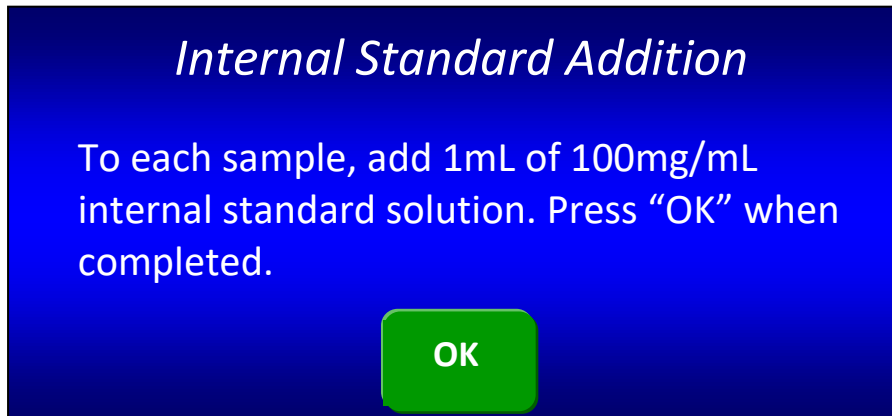 Internal Standard Addition
To each sample, add 1mL of 100mg/mL
internal standard solution. Press “OK” when
completed.
OK